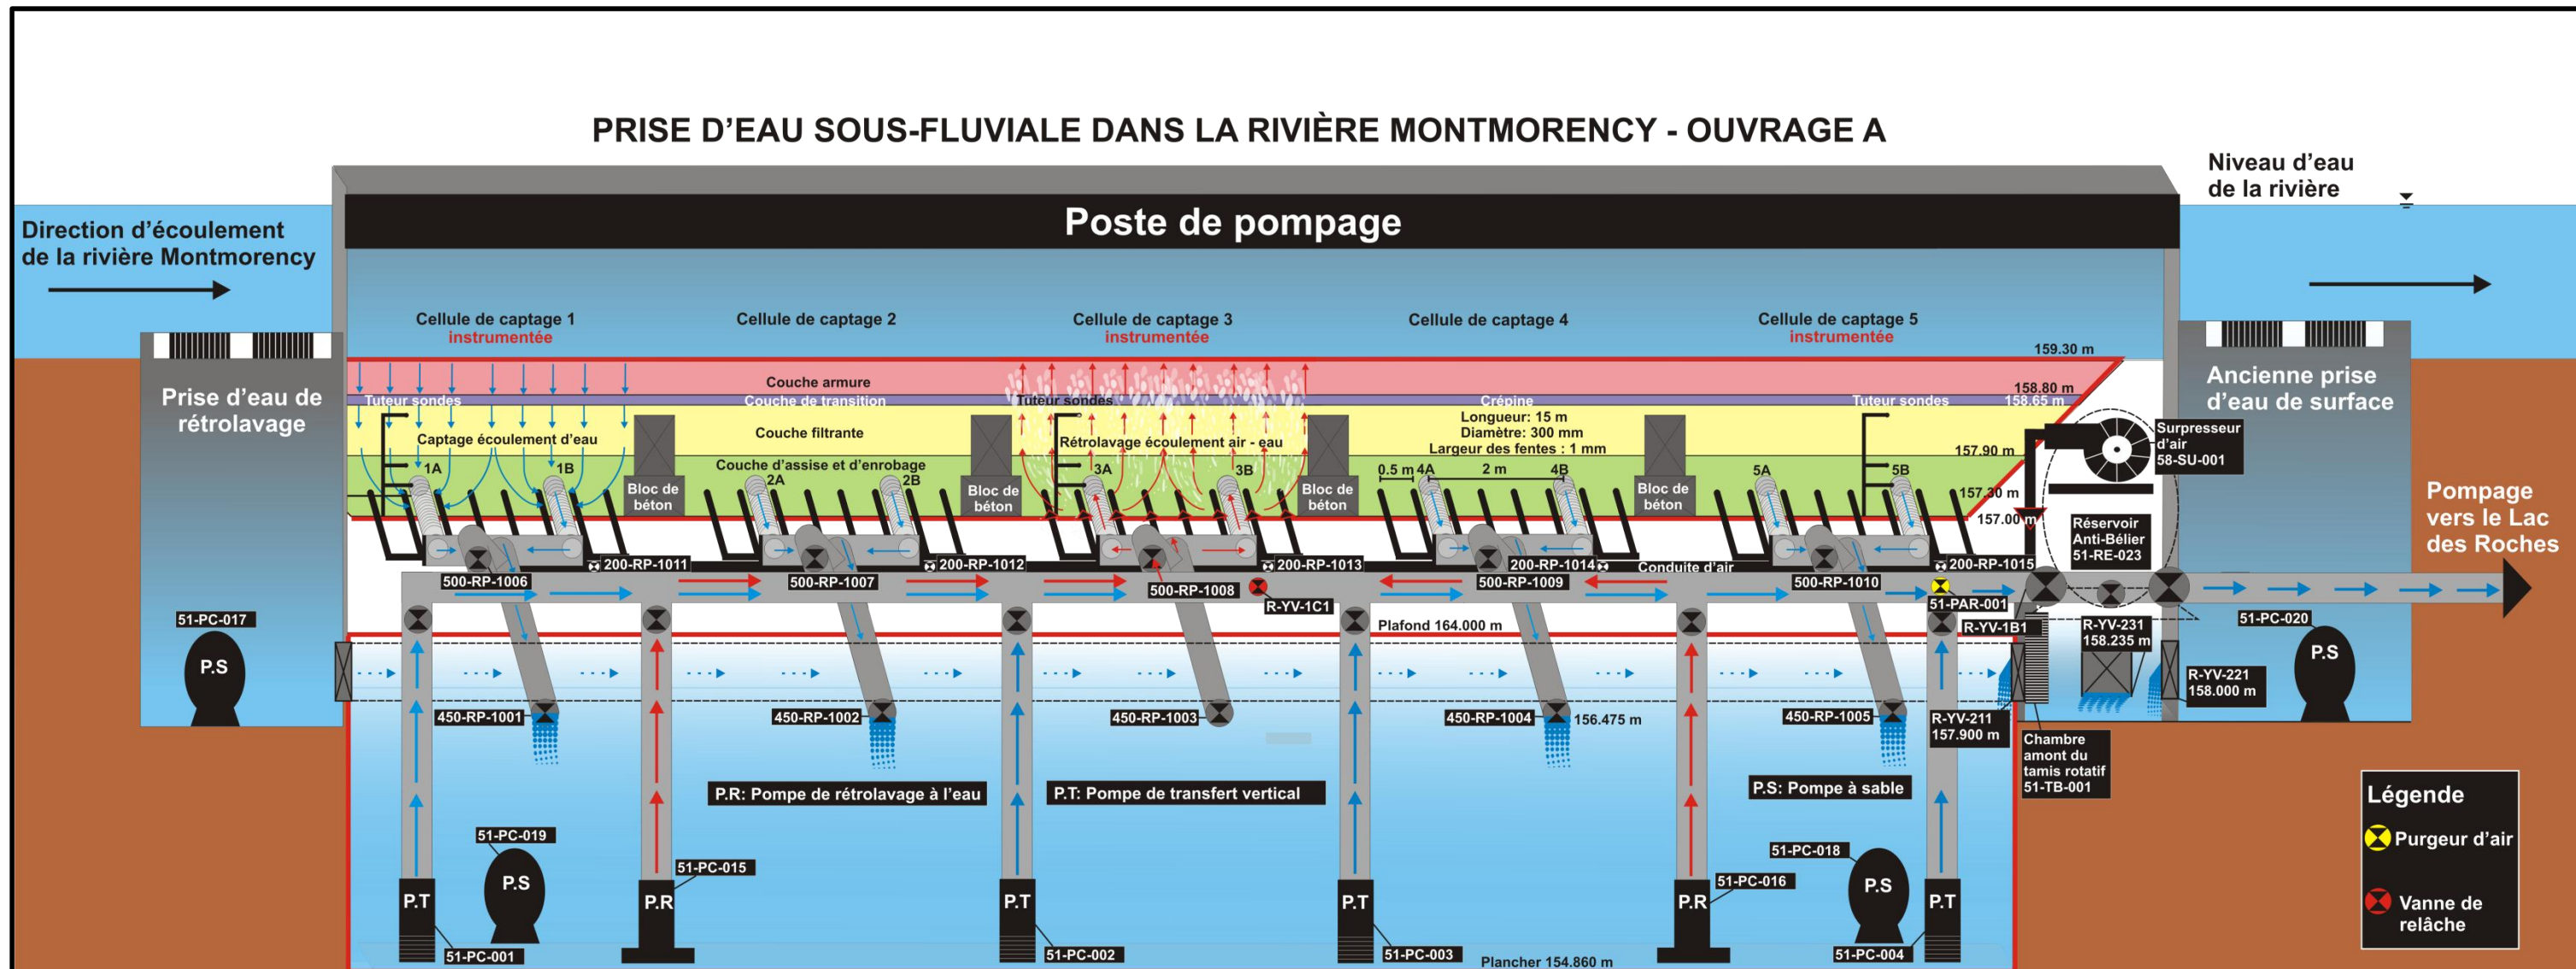 PRISE D’EAU SOUS-FLUVIALE DANS LA RIVIÈRE MONTMORENCY - OUVRAGE A
Niveau d’eau
de la rivière
Poste de pompage
Direction d’écoulement
de la rivière Montmorency
Cellule de captage 1
instrumentée
Cellule de captage 2
Cellule de captage 3
instrumentée
Cellule de captage 4
Cellule de captage 5
instrumentée
159.30 m
Prise d’eau de
rétrolavage
Ancienne prise
d’eau de surface
Couche armure
158.80 m
Tuteur sondes
Couche de transition
Tuteur sondes
Crépine
Tuteur sondes
158.65 m
Longueur: 15 m
Diamètre: 300 mm
Largeur des fentes : 1 mm
Captage écoulement d’eau
Couche filtrante
Rétrolavage écoulement air - eau
157.90 m
Surpresseur
d’air
58-SU-001
Couche d’assise et d’enrobage
1A
1B
2A
2B
3A
3B
0.5 m
4A
2 m
4B
5A
5B
Bloc de
béton
Bloc de
béton
Bloc de
béton
Bloc de
béton
157.30 m
157.00 m
Réservoir
Anti-Bélier
51-RE-023
Pompage
vers le Lac
des Roches
200-RP-1011
200-RP-1012
200-RP-1013
200-RP-1014
Conduite d’air
200-RP-1015
500-RP-1006
500-RP-1007
500-RP-1008
500-RP-1009
500-RP-1010
R-YV-1C1
51-PAR-001
R-YV-1B1
Plafond 164.000 m
R-YV-231
158.235 m
51-PC-017
P.S
51-PC-020
P.S
R-YV-221
158.000 m
450-RP-1001
450-RP-1002
450-RP-1003
450-RP-1004
156.475 m
450-RP-1005
R-YV-211
157.900 m
Chambre
amont du
tamis rotatif
51-TB-001
P.R: Pompe de rétrolavage à l’eau
P.T: Pompe de transfert vertical
P.S: Pompe à sable
Légende
Purgeur d’air
Vanne de
relâche
51-PC-019
P.S
51-PC-015
51-PC-016
51-PC-018
P.S
P.T
P.R
P.T
P.T
P.R
P.T
51-PC-001
51-PC-002
51-PC-003
51-PC-004
Plancher 154.860 m